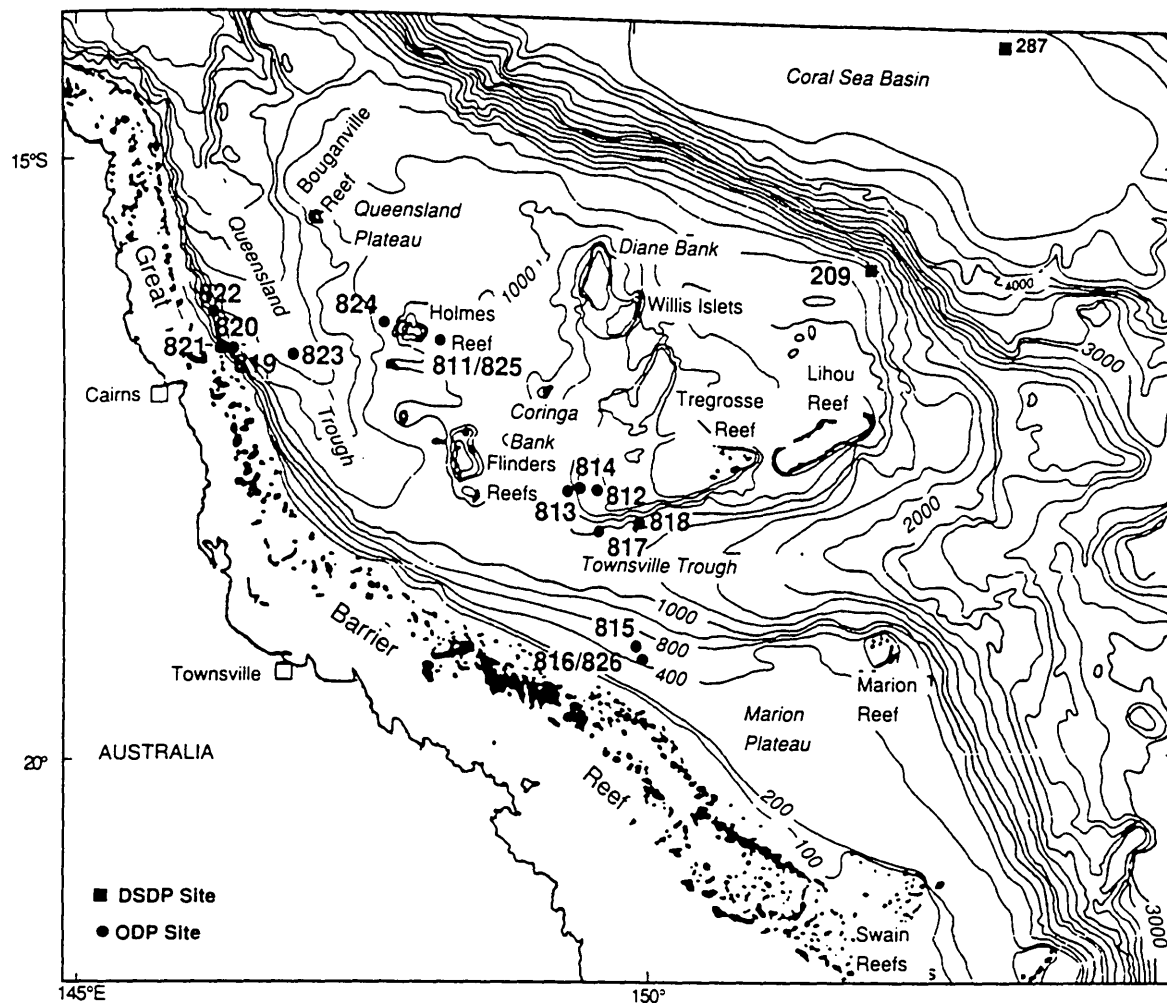 287
Coral Sea Basin
15°S
Bouganville
Reef
Queensland
Plateau
Great
Queensland
Trough
Diane Bank
1000
209
4000
Willis Islets
822
824
Holmes
Reef
820
821
819
823
811/825
3000
Cairns
Coringa
Bank
Tregrosse
Reef
Lihou
Reef
Flinders
Reefs
814
813
812
818
817
2000
Townsville Trough
1000
815
800
816/826
400
Barrier
Townsville
Marion
Reef
Marion
Plateau
AUSTRALIA
20°
Reef
200
100
3000
DSDP Site
ODP Site
Swain
Reefs
S
145°E
150°